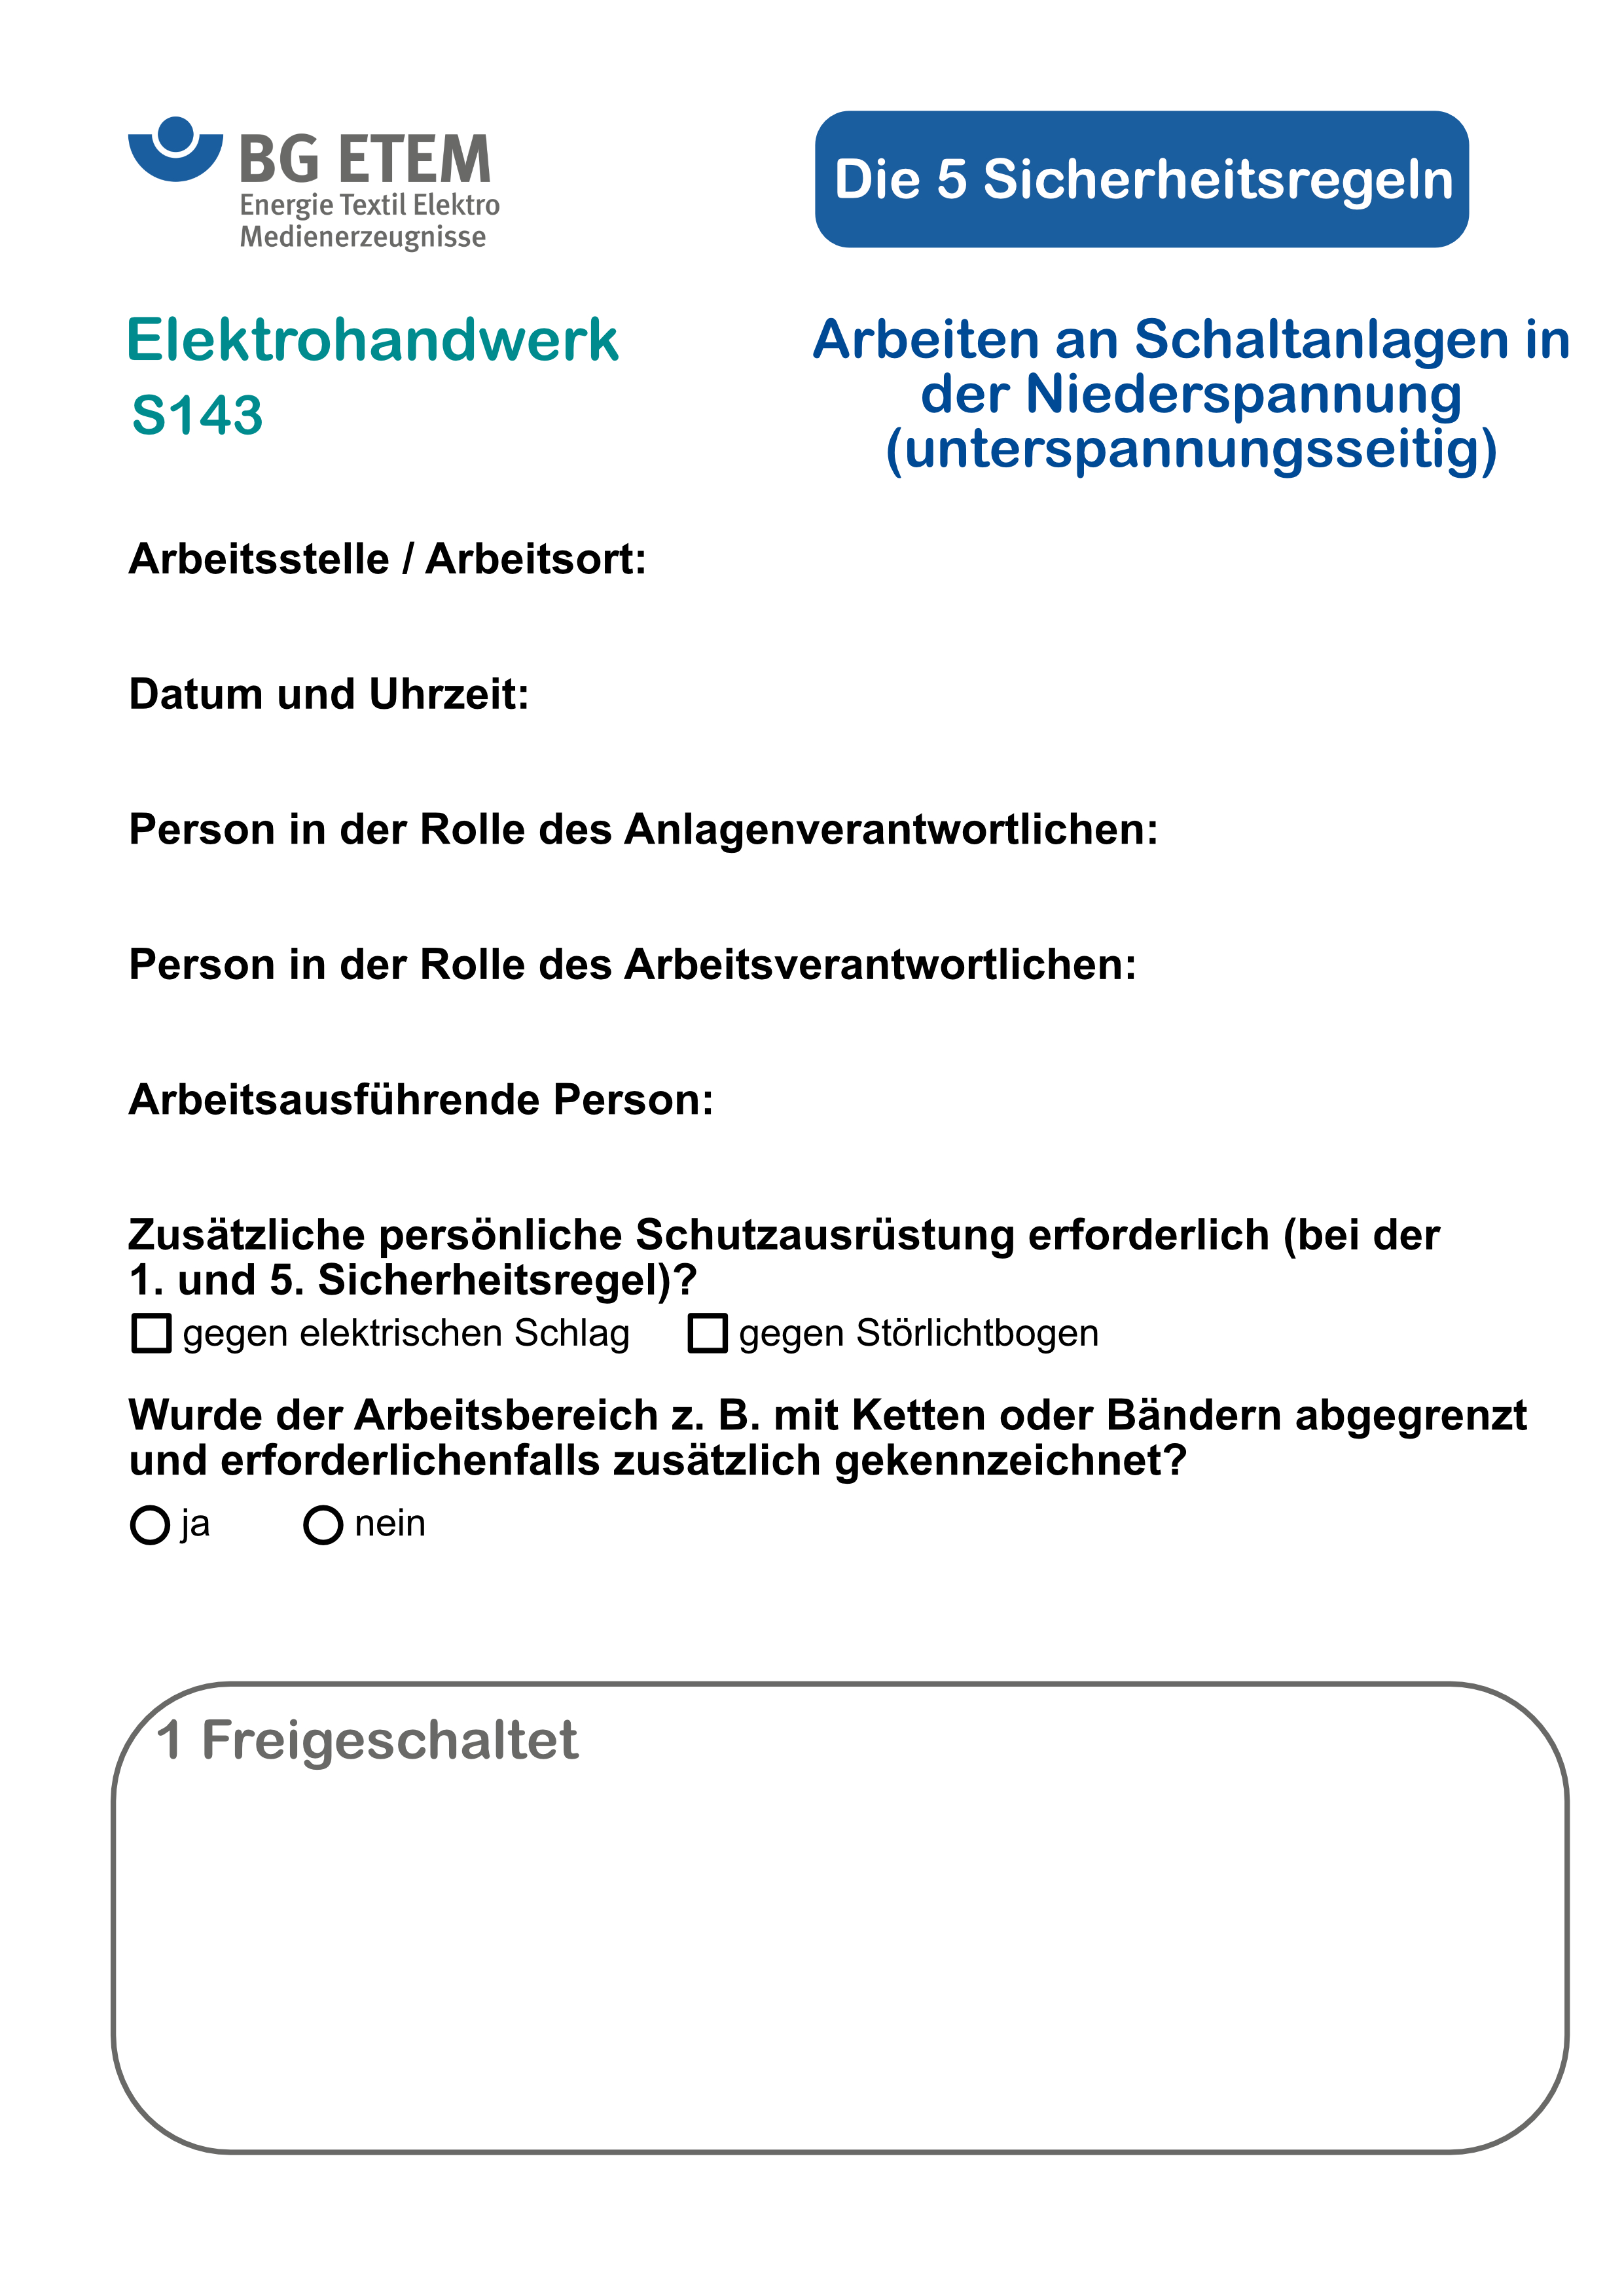 BG ETEM
Energie Textil Elektro
Medienerzeugnisse
Die 5 Sicherheitsregeln
Elektrohandwerk
S143
Arbeiten an Schaltanlagen in
der Niederspannung
(unterspannungsseitig)
Arbeitsstelle / Arbeitsort:
Datum und Uhrzeit:
Person in der Rolle des Anlagenverantwortlichen:
Person in der Rolle des Arbeitsverantwortlichen:
Arbeitsausführende Person:
Zusätzliche persönliche Schutzausrüstung erforderlich (bei der
1. und 5. Sicherheitsregel)?
gegen elektrischen Schlag gegen Störlichtbogen
Wurde der Arbeitsbereich z. B. mit Ketten oder Bändern abgegrenzt
und erforderlichenfalls zusätzlich gekennzeichnet?
ja nein
1 Freigeschaltet